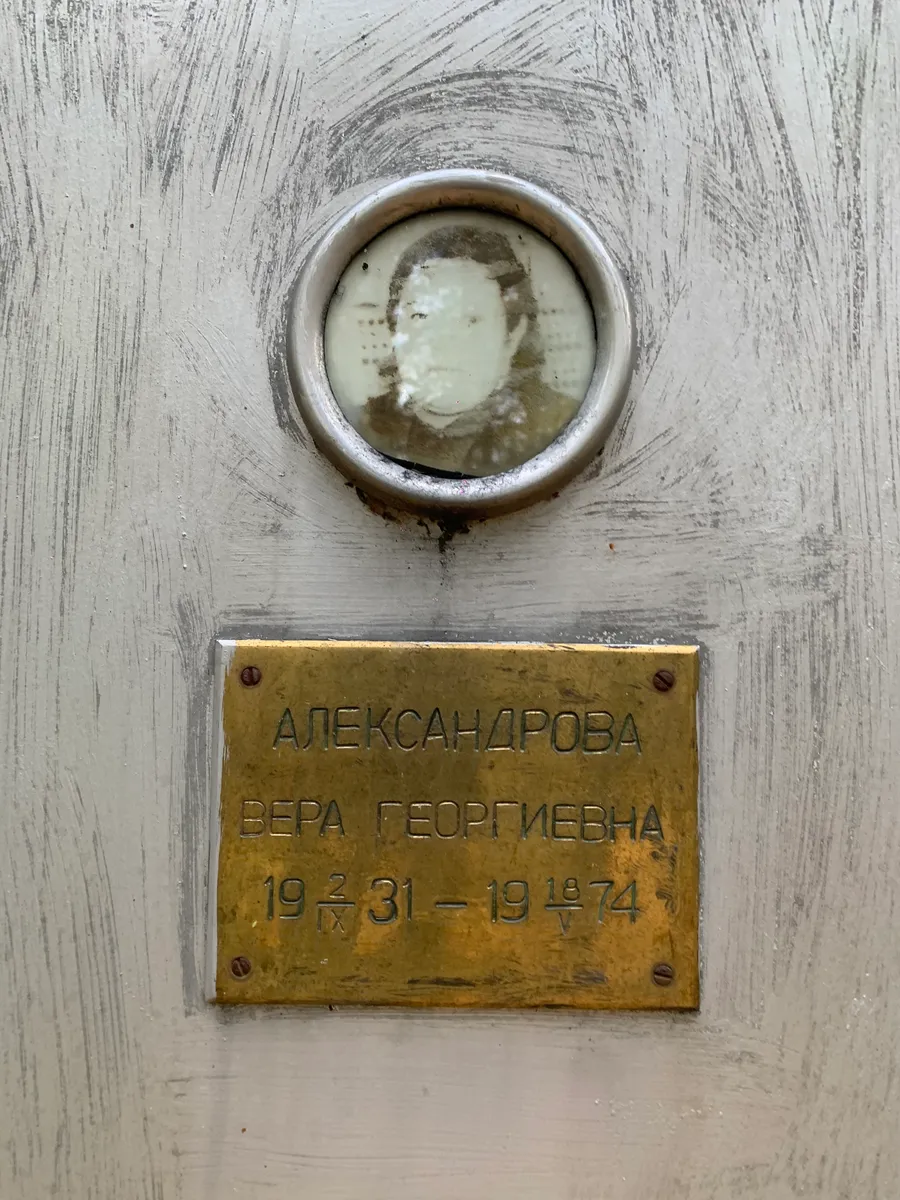 АЛЕКСАНДРОВА
ВЕРА ГЕОРГИЕВНА
19 2/IX 31 – 19 18/V 74